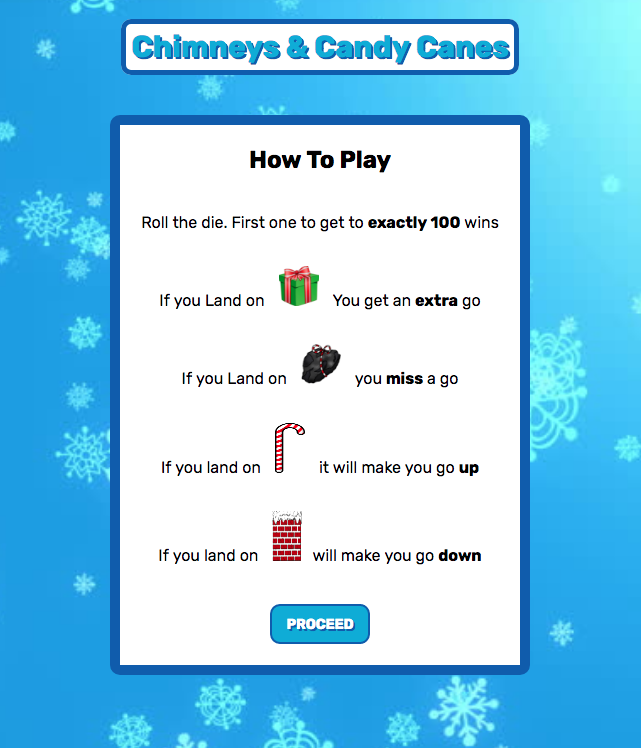 Chimneys & Candy Canes
How To Play
Roll the die. First one to get to exactly 100 wins
If you Land on You get an extra go
If you Land on you miss a go
If you land on it will make you go up
If you land on will make you go down
PROCEED